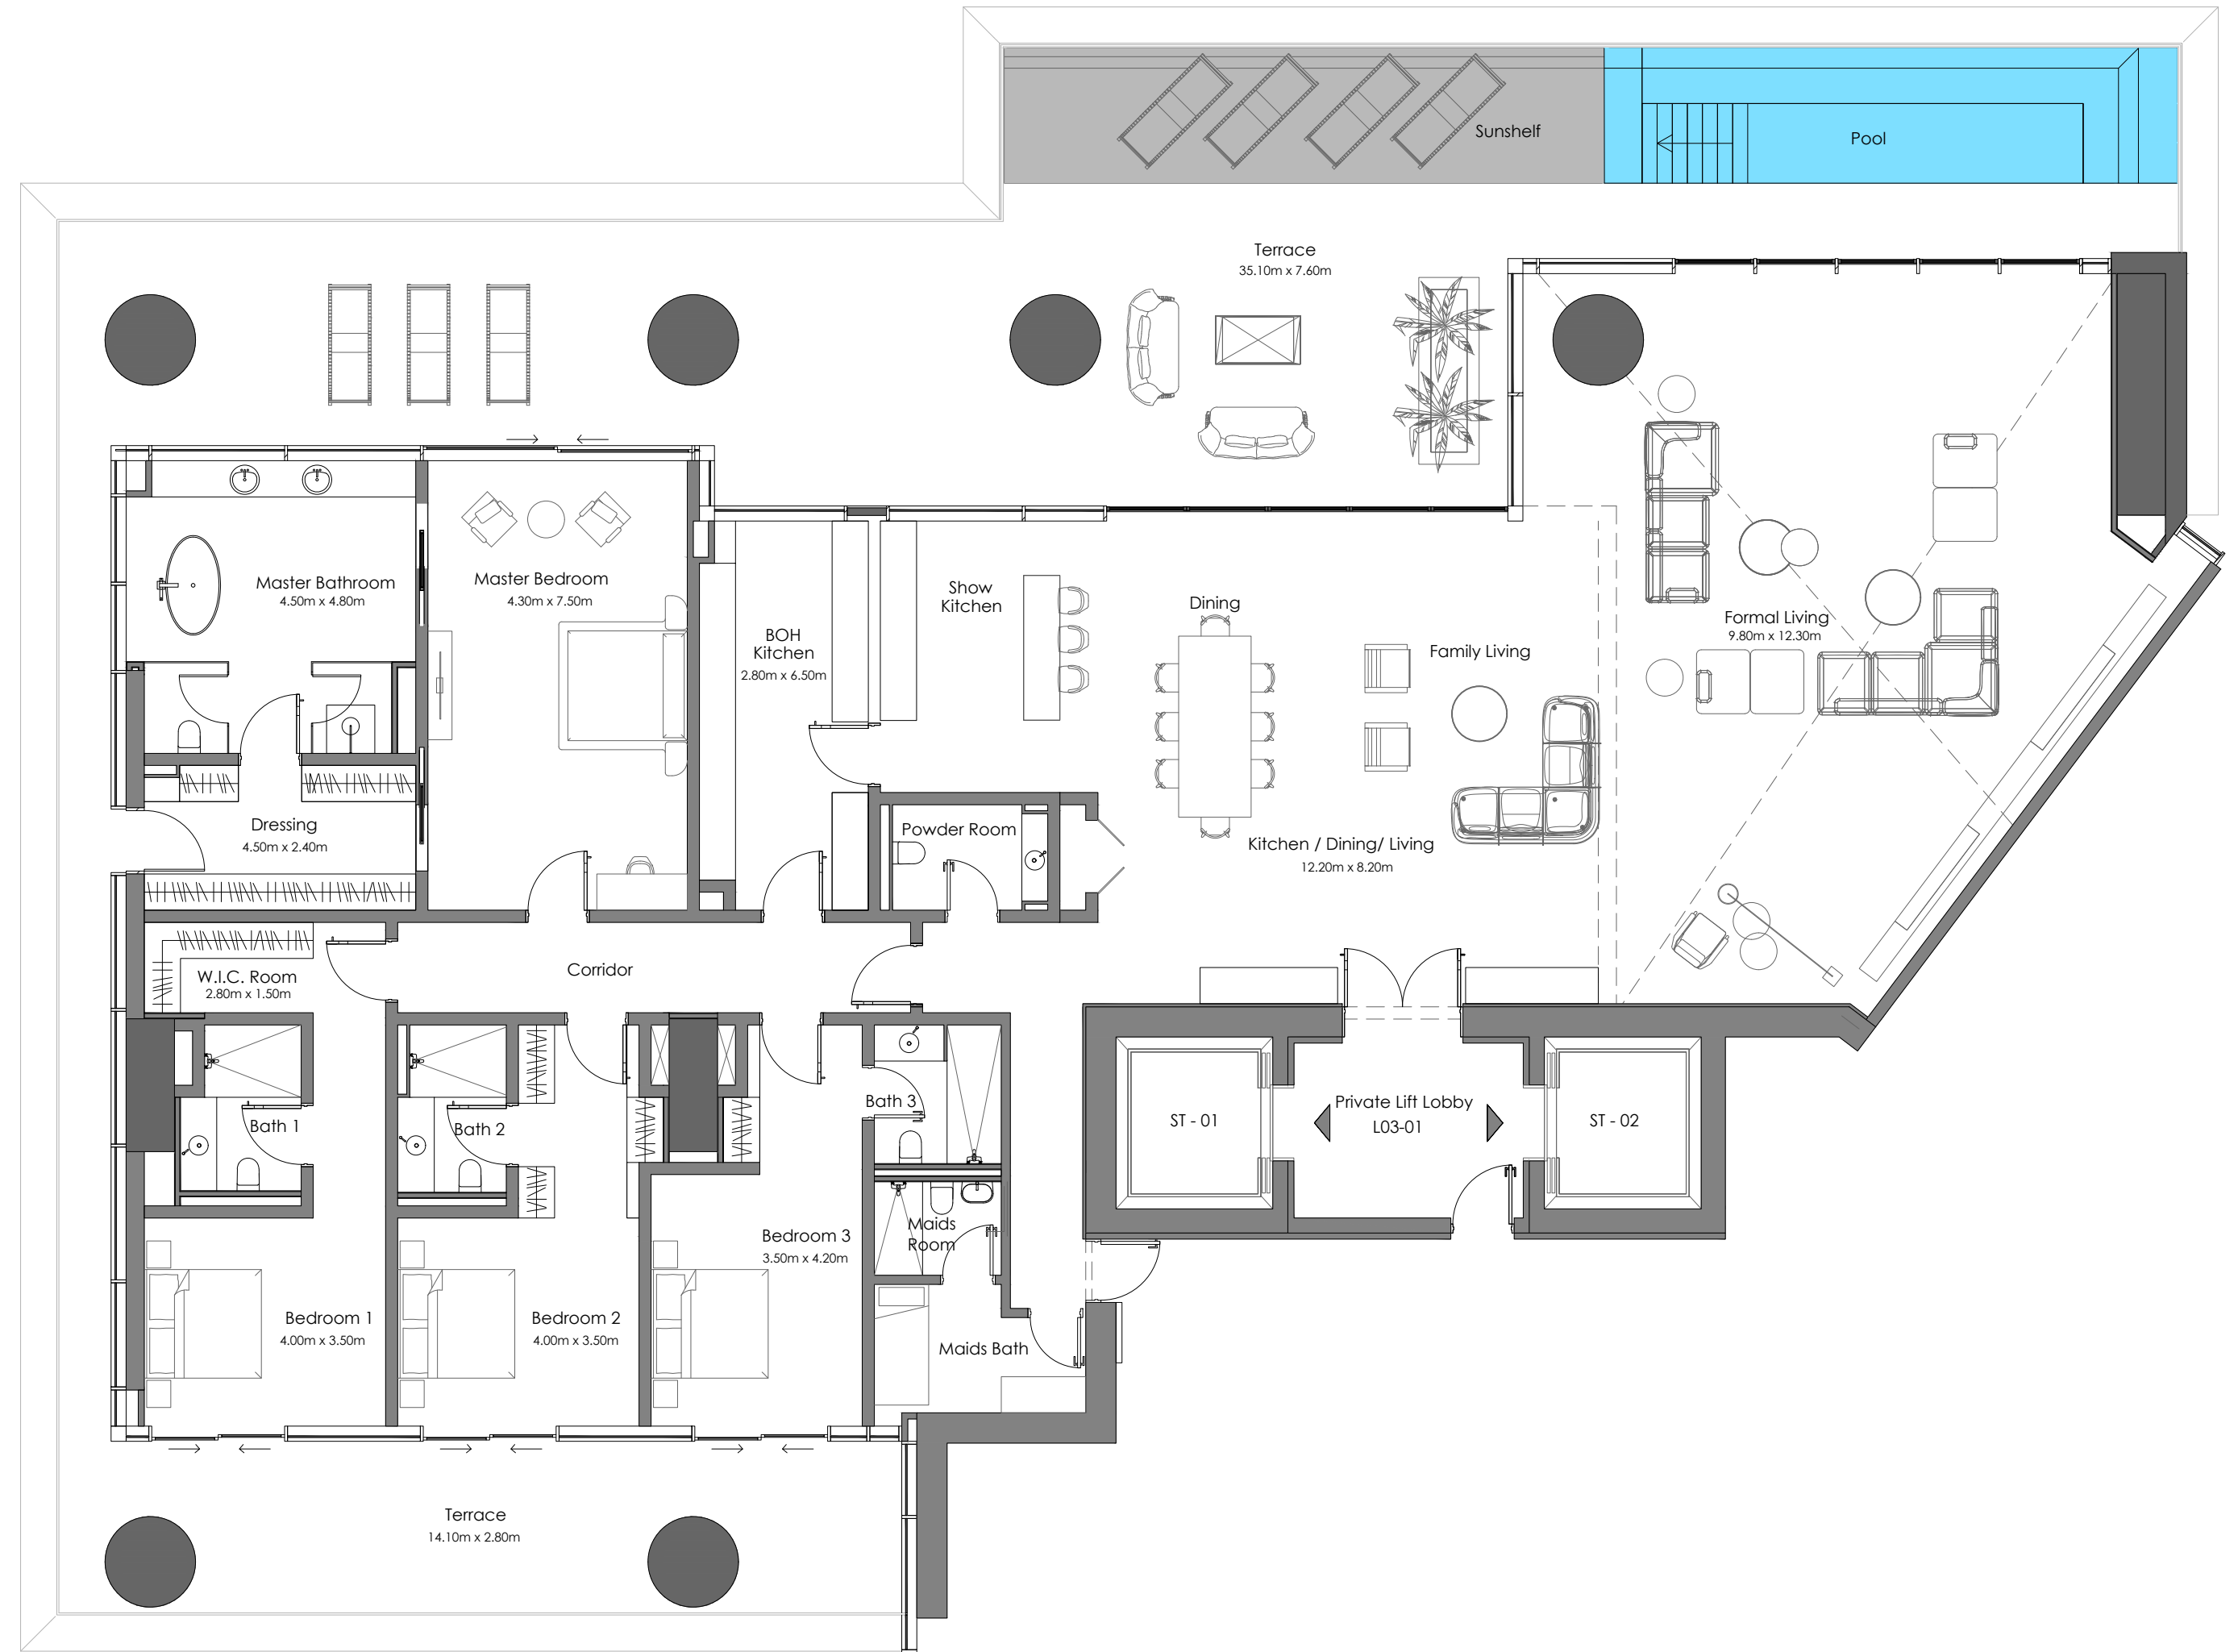 Sunshelf
Pool
Terrace
35.10m x 7.60m
Master Bathroom
4.50m x 4.80m
Master Bedroom
4.30m x 7.50m
BOH
Kitchen
2.80m x 6.50m
Show
Kitchen
Dining
Family Living
Formal Living
9.80m x 12.30m
Dressing
4.50m x 2.40m
Powder Room
Kitchen / Dining/ Living
12.20m x 8.20m
W.I.C. Room
2.80m x 1.50m
Corridor
Bath 1
Bath 2
Bath 3
ST - 01
Private Lift Lobby
L03-01
ST - 02
Maids
Room
Bedroom 1
4.00m x 3.50m
Bedroom 2
4.00m x 3.50m
Bedroom 3
3.50m x 4.20m
Maids Bath
Terrace
14.10m x 2.80m